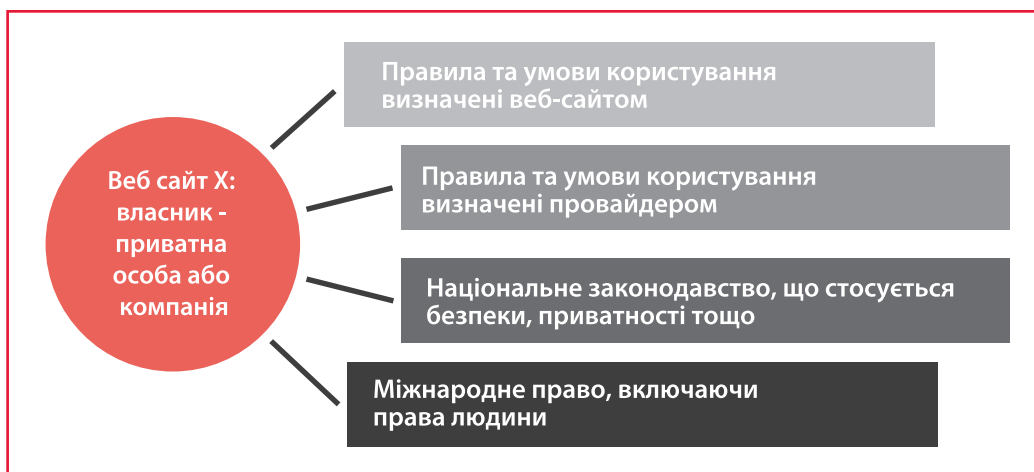 Веб сайт X:
власник -
приватна
особа або
компанія
Правила та умови користування
визначені веб-сайтом
Правила та умови користування
визначені провайдером
Національне законодавство, що стосується
безпеки, приватності тощо
Міжнародне право, включаючи
права людини